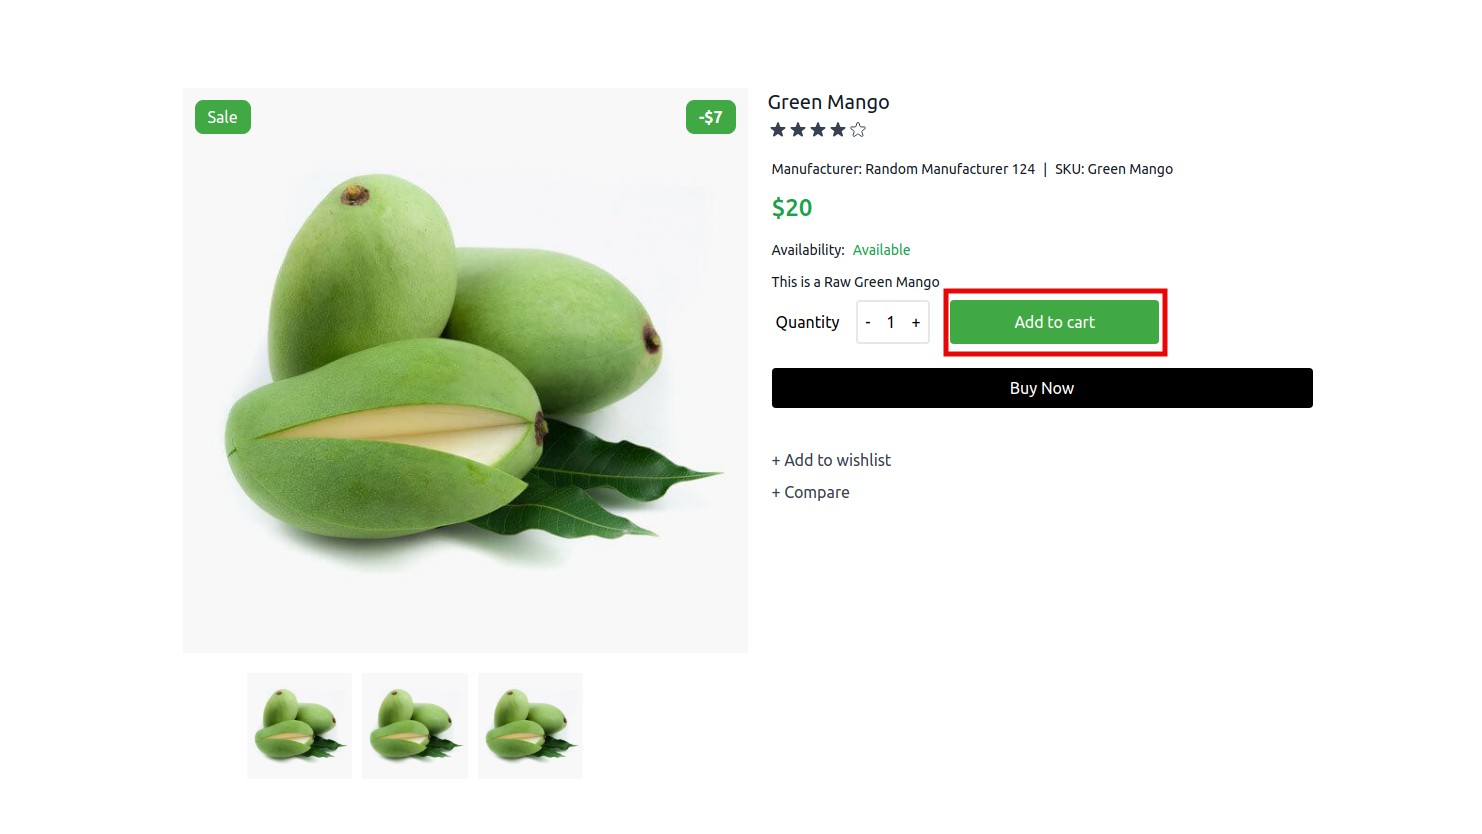 Sale
-$7
Green Mango
Manufacturer: Random Manufacturer 124 | SKU: Green Mango
$20
Availability: Available
This is a Raw Green Mango
Quantity - 1 + Add to cart
Buy Now
+ Add to wishlist
+ Compare